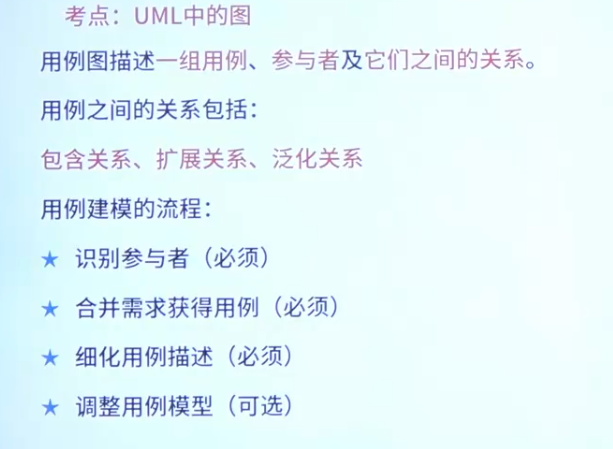 考点：UML中的图
用例图描述一组用例、参与者及它们之间的关系。
用例之间的关系包括：
包含关系、扩展关系、泛化关系
用例建模的流程：
★ 识别参与者（必须）
★ 合并需求获得用例（必须）
★ 细化用例描述（必须）
★ 调整用例模型（可选）